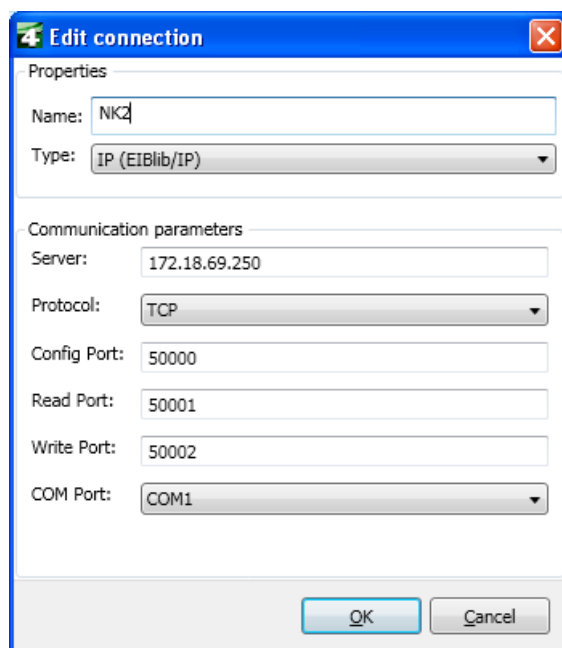 4 Edit connection
Properties
Name: NK2
Type: IP (EIBlib/IP)
Communication parameters
Server: 172.18.69.250
Protocol: TCP
Config Port: 50000
Read Port: 50001
Write Port: 50002
COM Port: COM1
OK Cancel